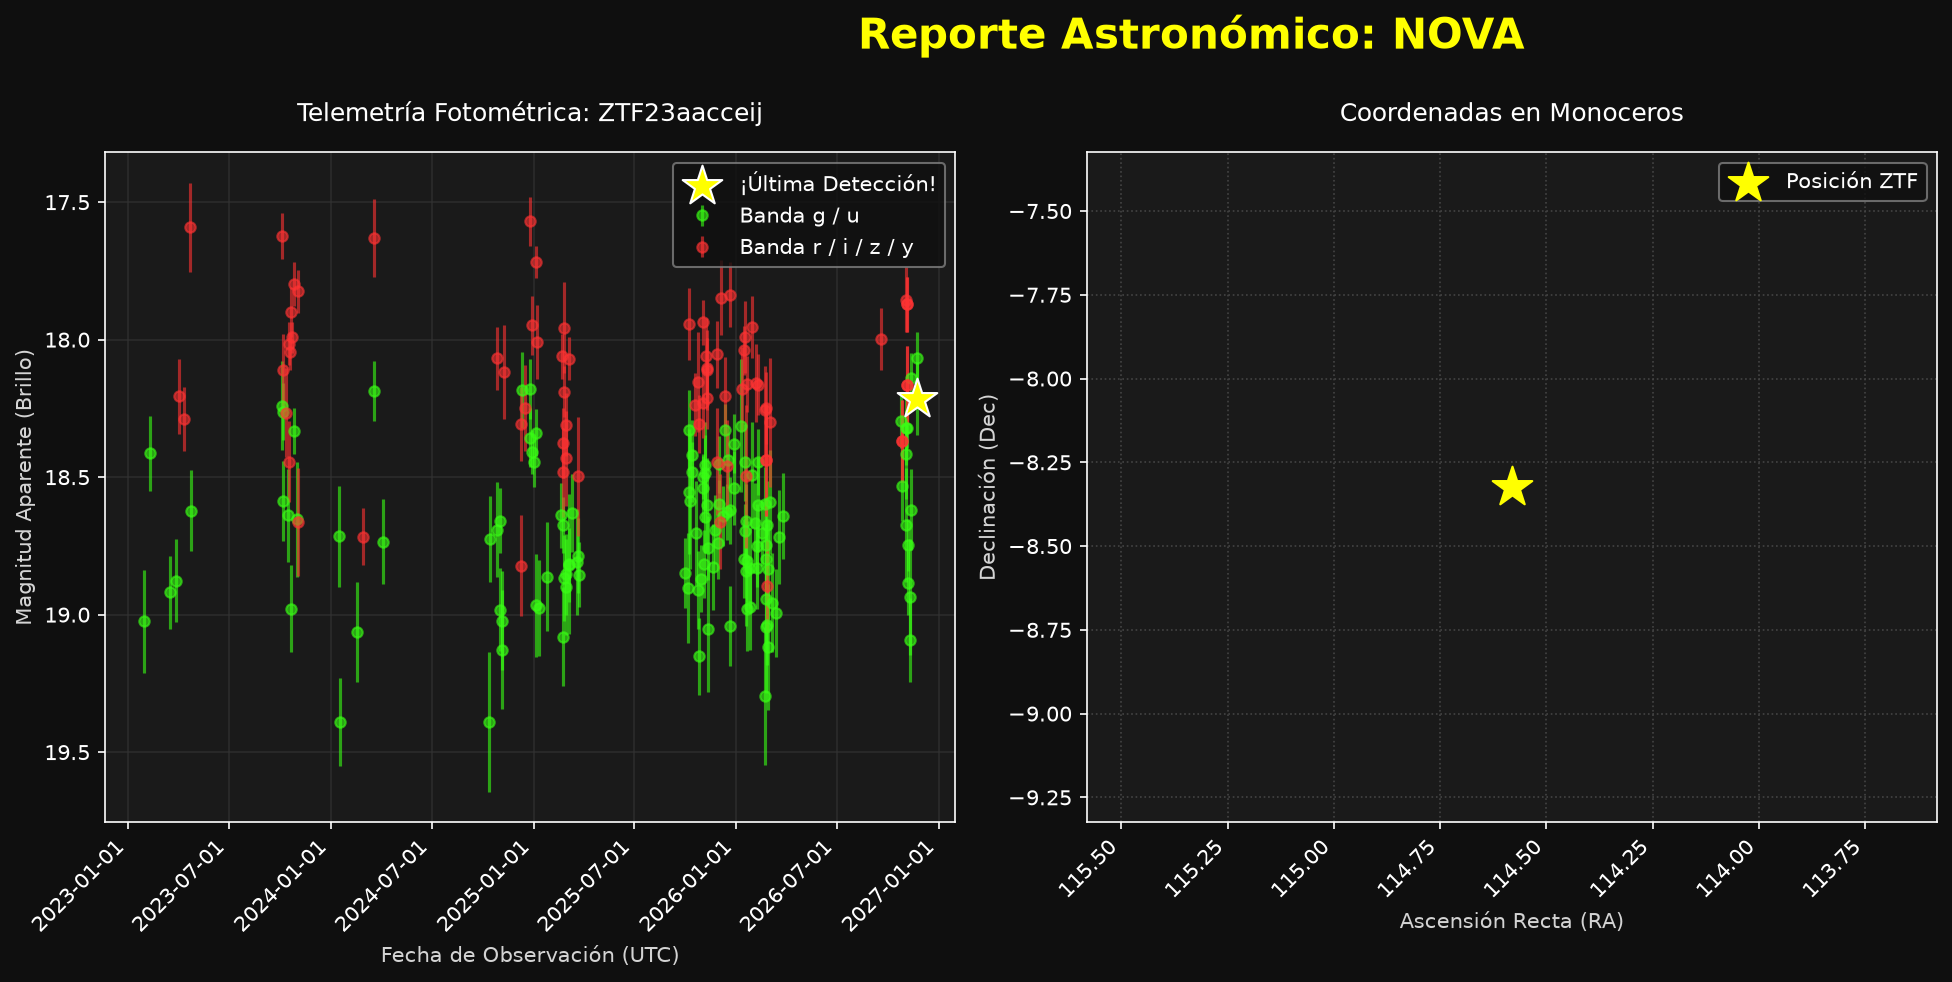 Reporte Astronómico: NOVA
Telemetría Fotométrica: ZTF23aacceij
¡Última Detección!
Banda g / u
Banda r / i / z / y
Magnitud Aparente (Brillo)
17.5
18.0
18.5
19.0
19.5
2023-01-01
2023-07-01
2024-01-01
2024-07-01
2025-01-01
2025-07-01
2026-01-01
2026-07-01
2027-01-01
Fecha de Observación (UTC)
Coordenadas en Monoceros
Posición ZTF
Declinación (Dec)
−7.50
−7.75
−8.00
−8.25
−8.50
−8.75
−9.00
−9.25
115.50
115.25
115.00
114.75
114.50
114.25
114.00
113.75
Ascensión Recta (RA)